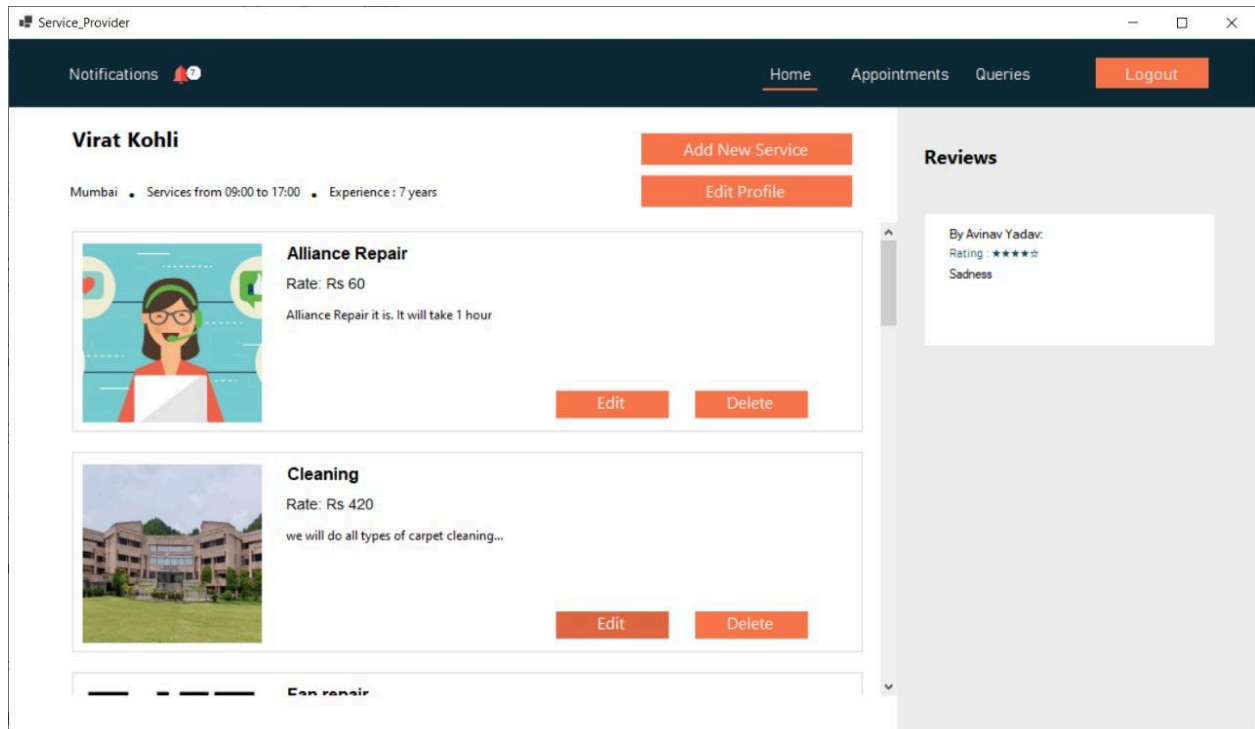 Service_Provider
Notifications 7 Home Appointments Queries Logout
Virat Kohli
Add New Service
Edit Profile
Mumbai • Services from 09:00 to 17:00 • Experience : 7 years
Alliance Repair
Rate: Rs 60
Alliance Repair it is. It will take 1 hour
Edit Delete
Cleaning
Rate: Rs 420
we will do all types of carpet cleaning...
Edit Delete
Fan repair
Reviews
By Avinav Yadav:
Rating : ★★★★☆
Sadness